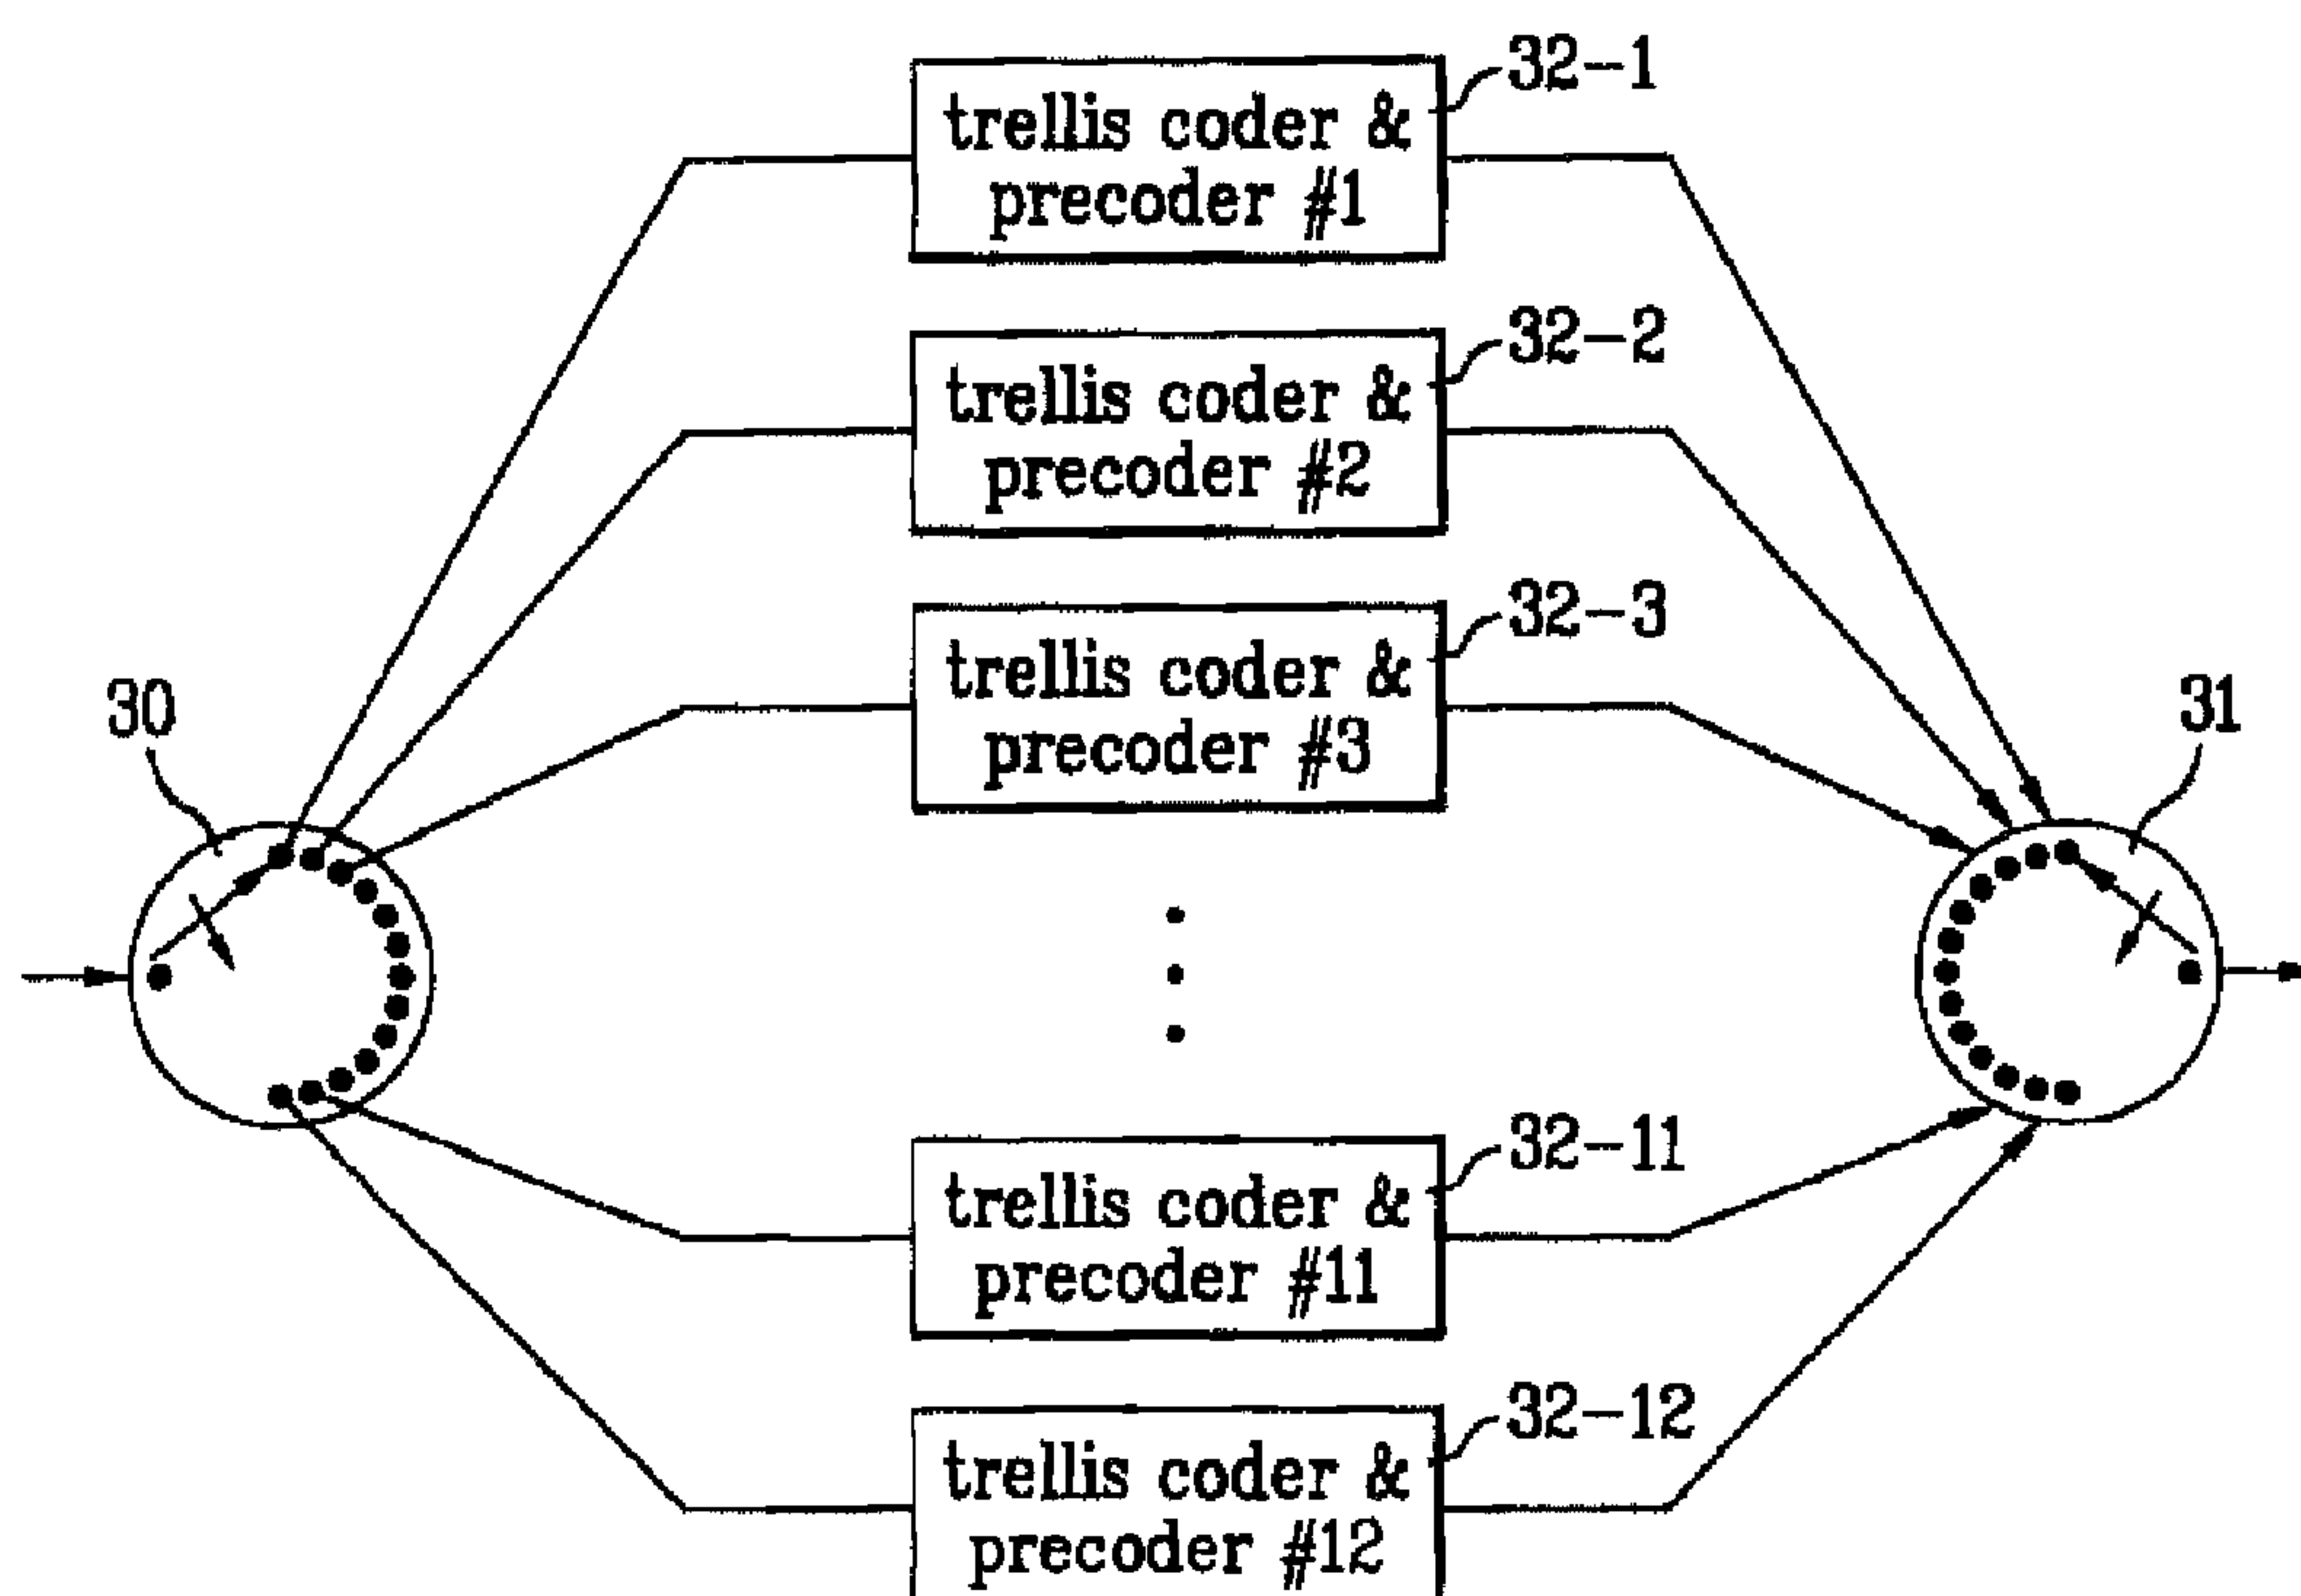 32-1
trellis coder &
precoder #1
32-2
trellis coder &
precoder #2
32-3
trellis coder &
precoder #3
30
31
32-11
trellis coder &
precoder #11
32-12
trellis coder &
precoder #12